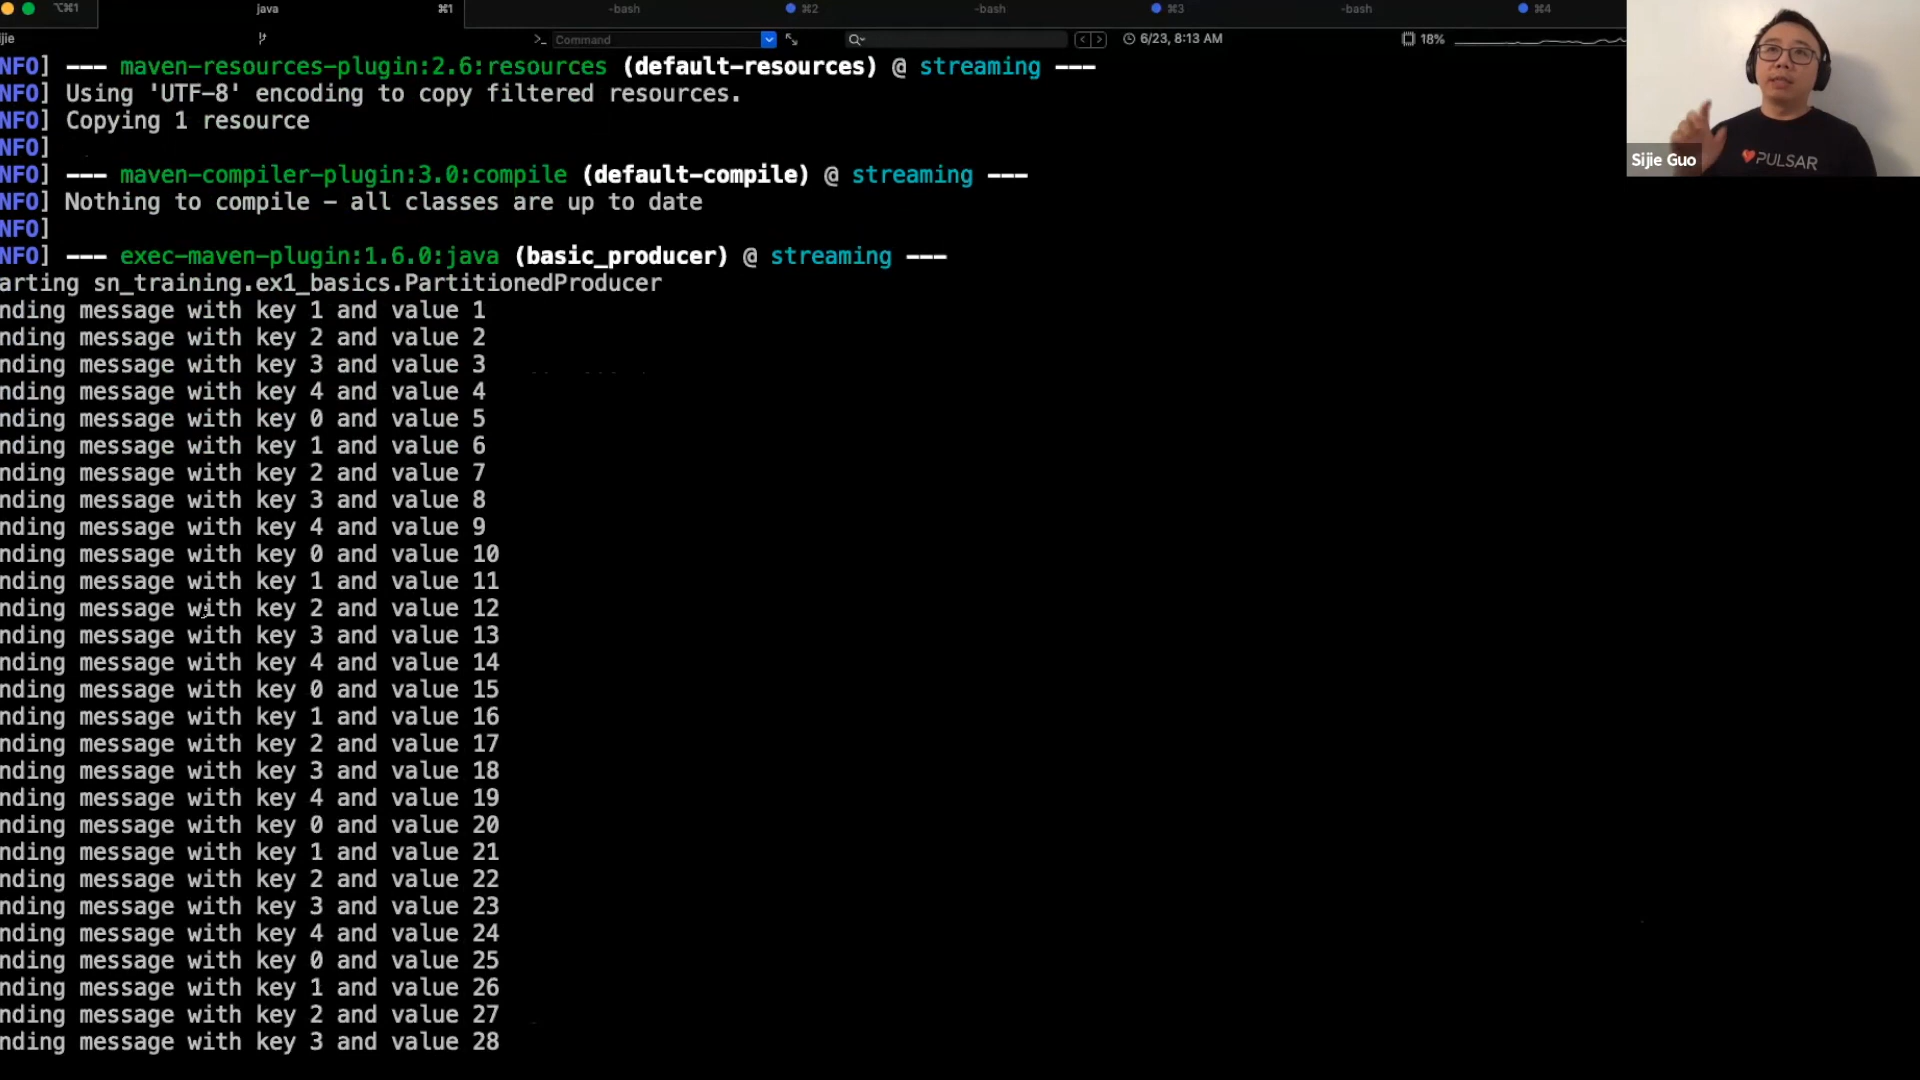 ⌥⌘1 java ⌘1 -bash ⌘2 -bash ⌘3 -bash ⌘4
jie Command 6/23, 8:13 AM 18%
NFO] --- maven-resources-plugin:2.6:resources (default-resources) @ streaming ---
NFO] Using 'UTF-8' encoding to copy filtered resources.
NFO] Copying 1 resource
NFO]
NFO] --- maven-compiler-plugin:3.0:compile (default-compile) @ streaming ---
NFO] Nothing to compile - all classes are up to date
NFO]
NFO] --- exec-maven-plugin:1.6.0:java (basic_producer) @ streaming ---
arting sn_training.ex1_basics.PartitionedProducer
nding message with key 1 and value 1
nding message with key 2 and value 2
nding message with key 3 and value 3
nding message with key 4 and value 4
nding message with key 0 and value 5
nding message with key 1 and value 6
nding message with key 2 and value 7
nding message with key 3 and value 8
nding message with key 4 and value 9
nding message with key 0 and value 10
nding message with key 1 and value 11
nding message with key 2 and value 12
nding message with key 3 and value 13
nding message with key 4 and value 14
nding message with key 0 and value 15
nding message with key 1 and value 16
nding message with key 2 and value 17
nding message with key 3 and value 18
nding message with key 4 and value 19
nding message with key 0 and value 20
nding message with key 1 and value 21
nding message with key 2 and value 22
nding message with key 3 and value 23
nding message with key 4 and value 24
nding message with key 0 and value 25
nding message with key 1 and value 26
nding message with key 2 and value 27
nding message with key 3 and value 28
Sijie Guo
PULSAR